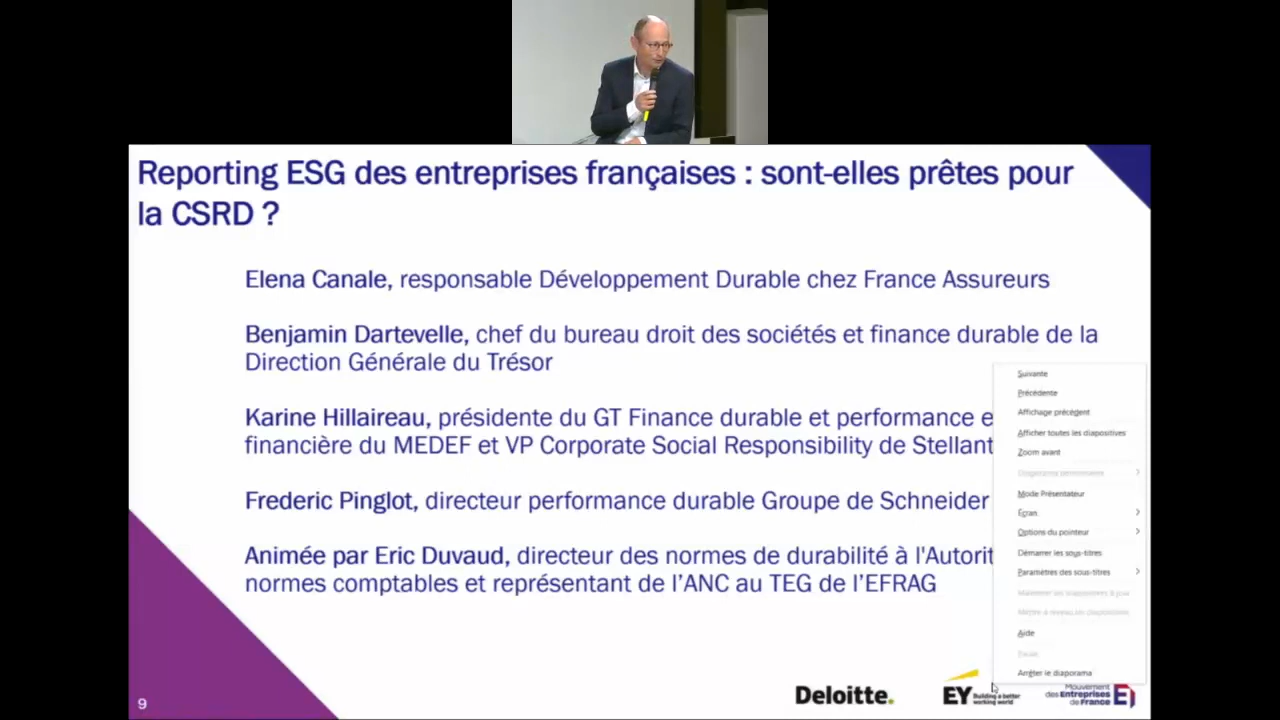 Reporting ESG des entreprises françaises : sont-elles prêtes pour
la CSRD ?
Elena Canale, responsable Développement Durable chez France Assureurs
Benjamin Dartevelle, chef du bureau droit des sociétés et finance durable de la
Direction Générale du Trésor
Karine Hillaireau, présidente du GT Finance durable et performance e
financière du MEDEF et VP Corporate Social Responsibility de Stellant
Frederic Pinglot, directeur performance durable Groupe de Schneider
Animée par Eric Duvaud, directeur des normes de durabilité à l'Autorit
normes comptables et représentant de l'ANC au TEG de l'EFRAG
Suivante
Précédente
Affichage précédent
Afficher toutes les diapositives
Zoom avant
Mode Présentateur
Écran
Options du pointeur
Démarrer les sous-titres
Paramètres des sous-titres
Aide
Arrêter le diaporama
9
Deloitte.
EY
Building a better
working world
Mouvement
des Entreprises
de France